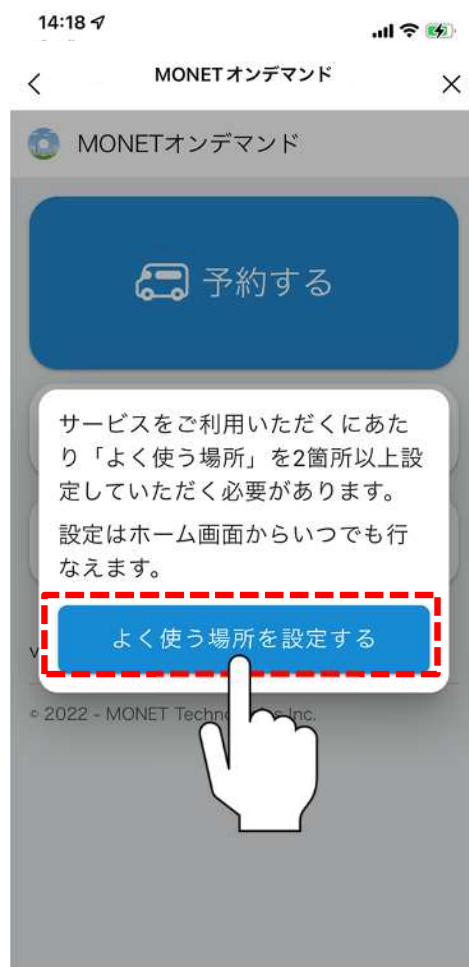 14:18
MONETオンデマンド
MONETオンデマンド
予約する
サービスをご利用いただくにあた
り「よく使う場所」を2箇所以上設
定していただく必要があります。
設定はホーム画面からいつでも行
なえます。
よく使う場所を設定する
v
© 2022 - MONET Inc.